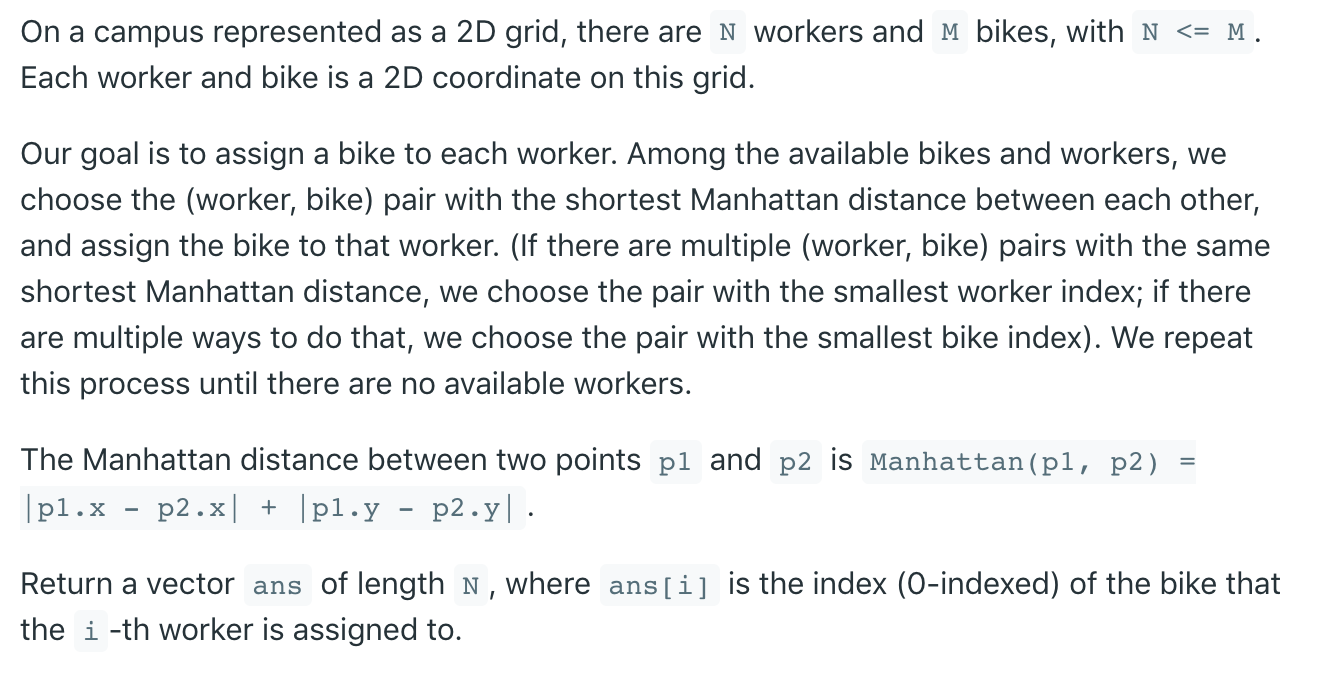 On a campus represented as a 2D grid, there are N workers and M bikes, with N <= M.
Each worker and bike is a 2D coordinate on this grid.
Our goal is to assign a bike to each worker. Among the available bikes and workers, we
choose the (worker, bike) pair with the shortest Manhattan distance between each other,
and assign the bike to that worker. (If there are multiple (worker, bike) pairs with the same
shortest Manhattan distance, we choose the pair with the smallest worker index; if there
are multiple ways to do that, we choose the pair with the smallest bike index). We repeat
this process until there are no available workers.
The Manhattan distance between two points p1 and p2 is Manhattan(p1, p2) =
|p1.x - p2.x| + |p1.y - p2.y|.
Return a vector ans of length N, where ans[i] is the index (0-indexed) of the bike that
the i-th worker is assigned to.